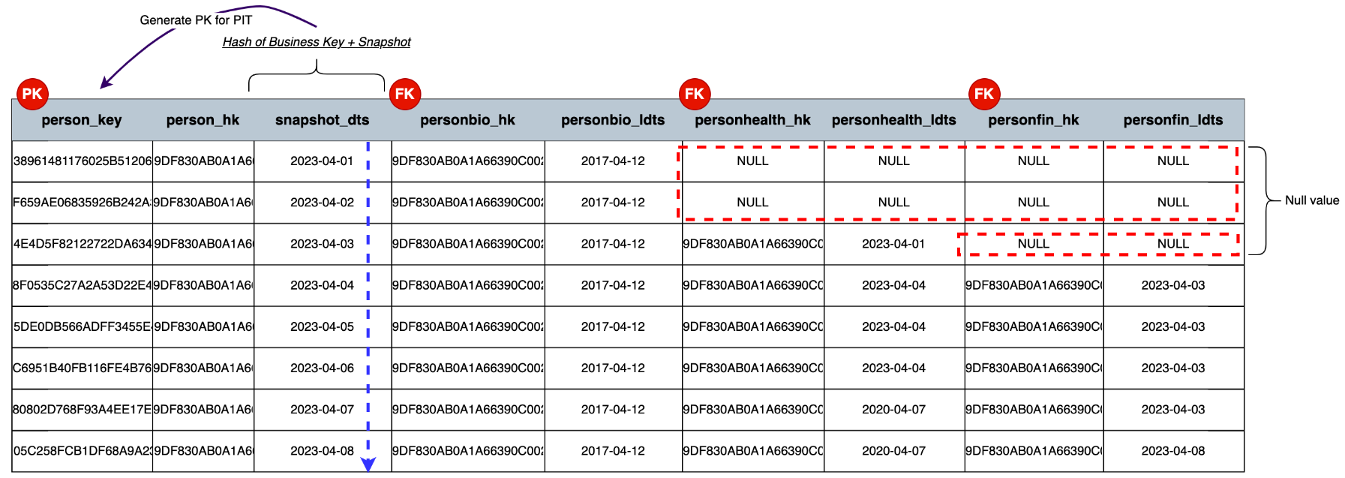 Generate PK for PIT
Hash of Business Key + Snapshot
PK FK FK FK
person_key person_hk snapshot_dts personbio_hk personbio_ldts personhealth_hk personhealth_ldts personfin_hk personfin_ldts
38961481176025B51206 9DF830AB0A1A6 2023-04-01 9DF830AB0A1A66390C00 2017-04-12 NULL NULL NULL NULL
F659AE06835926B242A 9DF830AB0A1A6 2023-04-02 9DF830AB0A1A66390C00 2017-04-12 NULL NULL NULL NULL
Null value
4E4D5F82122722DA634 9DF830AB0A1A6 2023-04-03 9DF830AB0A1A66390C00 2017-04-12 9DF830AB0A1A66390C0 2023-04-01 NULL NULL
8F0535C27A2A53D22E4 9DF830AB0A1A6 2023-04-04 9DF830AB0A1A66390C00 2017-04-12 9DF830AB0A1A66390C0 2023-04-04 9DF830AB0A1A66390C 2023-04-03
5DE0DB566ADFF3455E 9DF830AB0A1A6 2023-04-05 9DF830AB0A1A66390C00 2017-04-12 9DF830AB0A1A66390C0 2023-04-04 9DF830AB0A1A66390C 2023-04-03
C6951B40FB116FE4B76 9DF830AB0A1A6 2023-04-06 9DF830AB0A1A66390C00 2017-04-12 9DF830AB0A1A66390C0 2023-04-04 9DF830AB0A1A66390C 2023-04-03
80802D768F93A4EE17E 9DF830AB0A1A6 2023-04-07 9DF830AB0A1A66390C00 2017-04-12 9DF830AB0A1A66390C0 2020-04-07 9DF830AB0A1A66390C 2023-04-03
05C258FCB1DF68A9A2 9DF830AB0A1A6 2023-04-08 9DF830AB0A1A66390C00 2017-04-12 9DF830AB0A1A66390C0 2020-04-07 9DF830AB0A1A66390C 2023-04-08